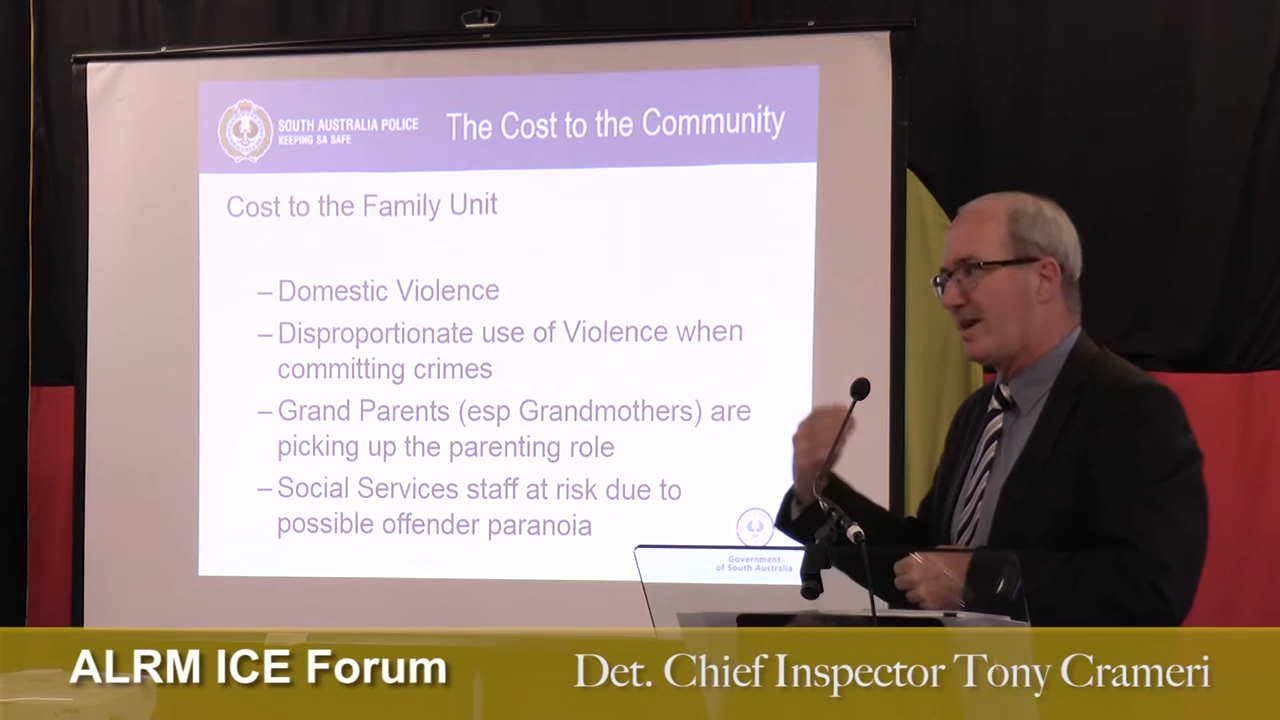 SOUTH AUSTRALIA POLICE
KEEPING SA SAFE
The Cost to the Community
Cost to the Family Unit
– Domestic Violence
– Disproportionate use of Violence when
committing crimes
– Grand Parents (esp Grandmothers) are
picking up the parenting role
– Social Services staff at risk due to
possible offender paranoia
Government
of South Australia
ALRM ICE Forum
Det. Chief Inspector Tony Crameri